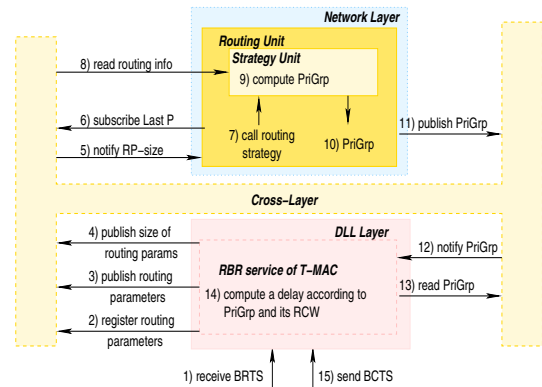 Network Layer
Routing Unit
Strategy Unit
8) read routing info
9) compute PriGrp
6) subscribe Last P
7) call routing
strategy
10) PriGrp
11) publish PriGrp
5) notify RP-size
Cross-Layer
DLL Layer
4) publish size of
routing params
12) notify PriGrp
RBR service of T-MAC
3) publish routing
parameters
14) compute a delay according to
PriGrp and its RCW
13) read PriGrp
2) register routing
parameters
1) receive BRTS
15) send BCTS